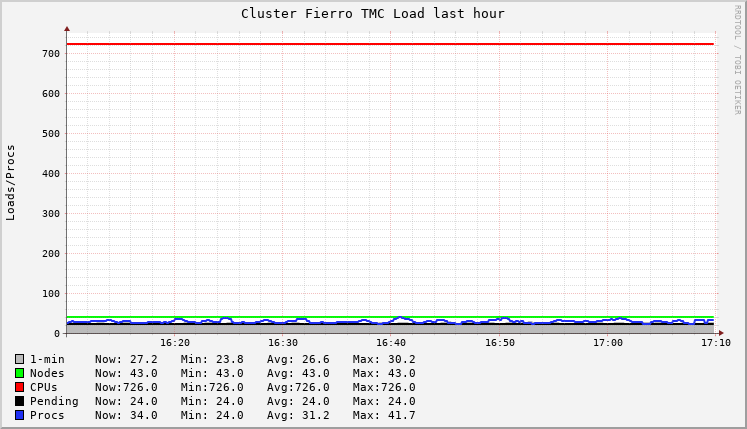 Cluster Fierro TMC Load last hour
RRDTOOL / TOBI OETIKER
Loads/Procs
700
600
500
400
300
200
100
0
16:20 16:30 16:40 16:50 17:00 17:10
1-min Now: 27.2 Min: 23.8 Avg: 26.6 Max: 30.2
Nodes Now: 43.0 Min: 43.0 Avg: 43.0 Max: 43.0
CPUs Now:726.0 Min:726.0 Avg:726.0 Max:726.0
Pending Now: 24.0 Min: 24.0 Avg: 24.0 Max: 24.0
Procs Now: 34.0 Min: 24.0 Avg: 31.2 Max: 41.7